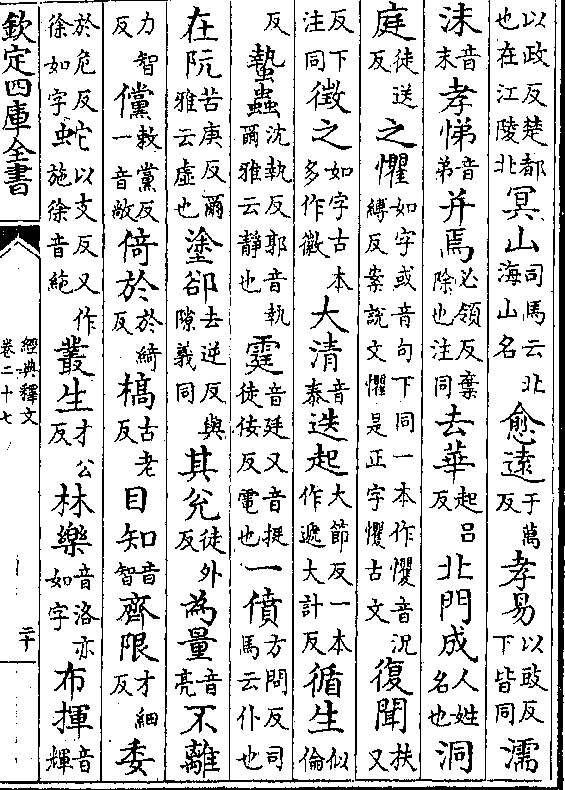 以政反楚都也在江陵北冥山司馬云北海山名愈遠于萬反孝易以豉反下皆同濡
沬音末孝悌音弟并焉必領反棄除也注同去華起呂反北門成人姓名也洞
庭徒送反之懼如字或音句下同一本作懼音況縛反案說文懼是正字懼古文復聞扶又
反下注同徵之如字古本多作徽大清音泰迭起大節反一本作遞大計反循生似倫
反蟄蟲沈執反郭音執爾雅云靜也霆音廷又音挺徒佞反電也一僨方問反司馬云仆也
在阬苦庚反爾雅云虛也塗郤去逆反與隙義同其兌徒外反為量音亮不離
力智反儻敕黨反一音敞倚於於綺反槁古老反目知音智齊限才細反委
於危反徐如字蛇以支反又作施徐音絁叢生才公反林樂音洛亦如字布揮音輝
欽定四庫全書
經典釋文
卷二十七
二十